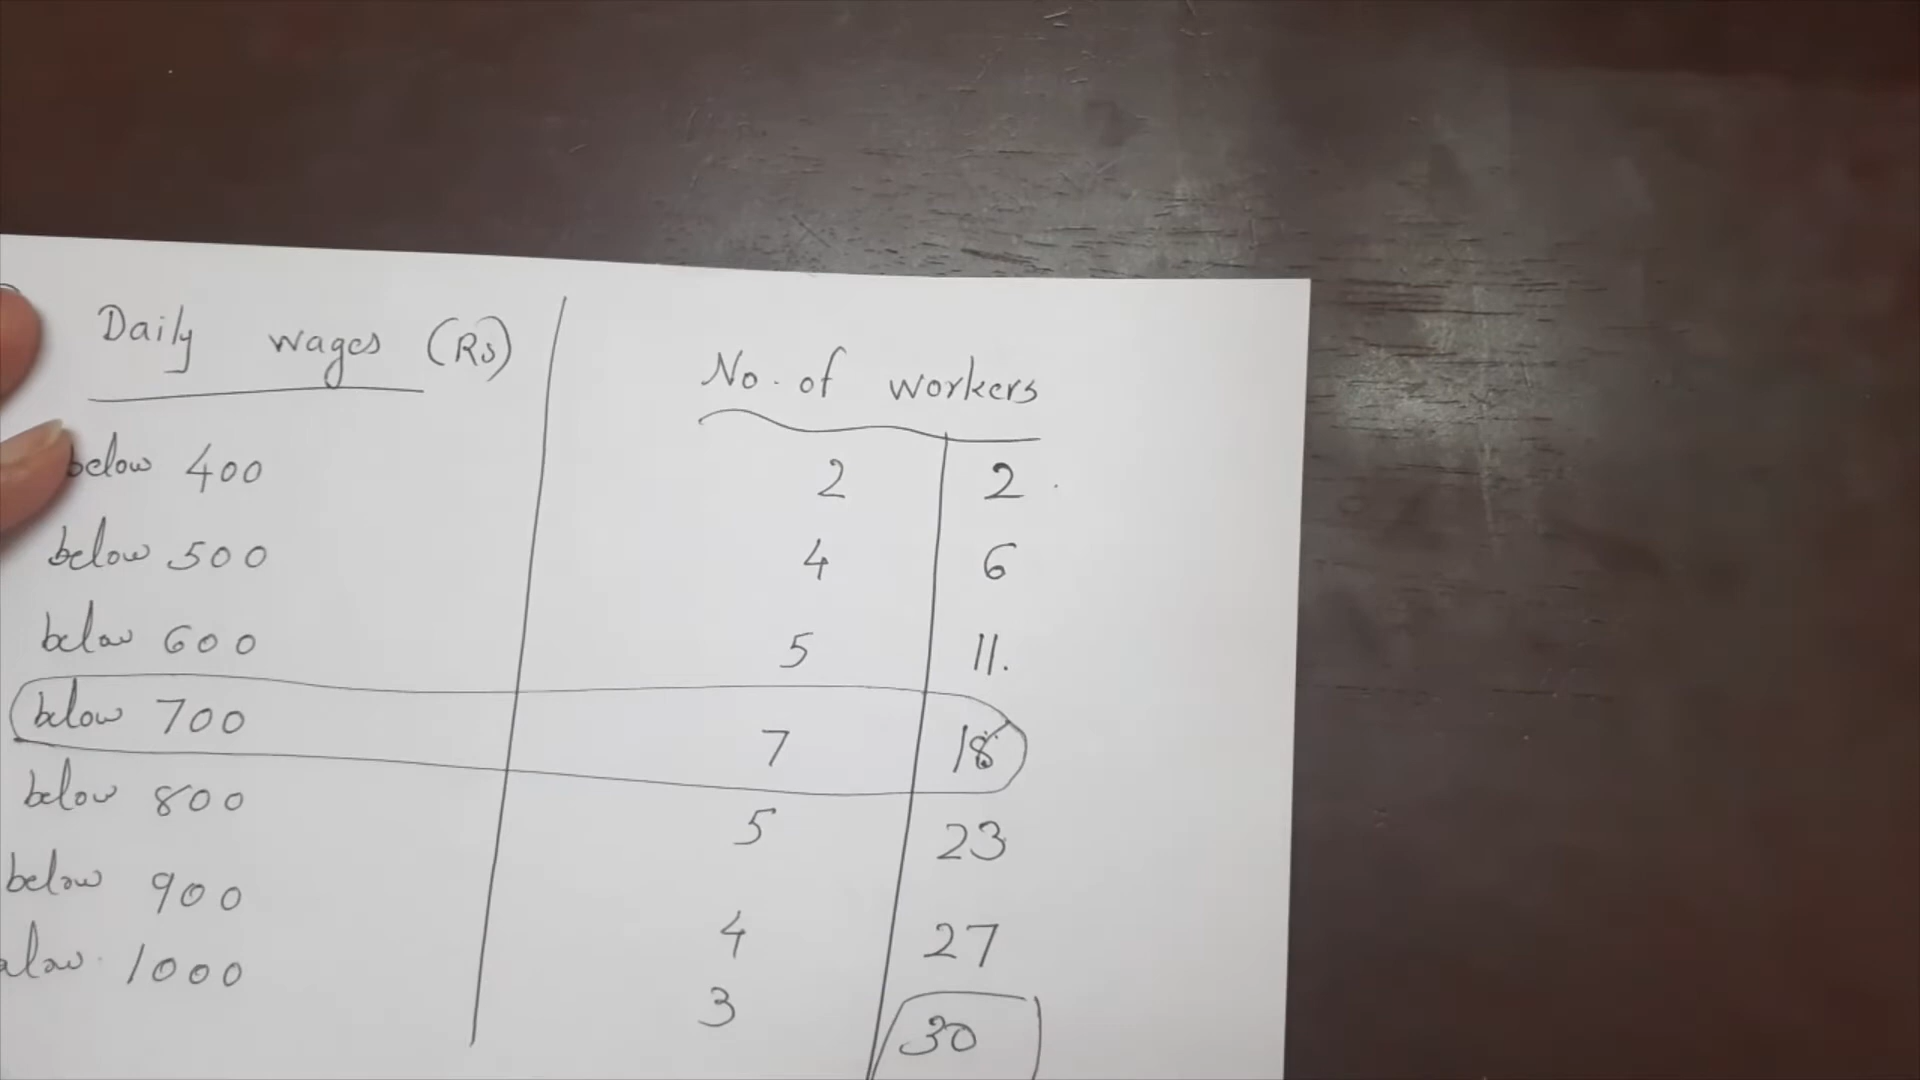 Daily wages (Rs) No. of workers
below 400 2 2
below 500 4 6
below 600 5 11.
below 700 7 18
below 800 5 23
below 900 4 27
1000 3 30